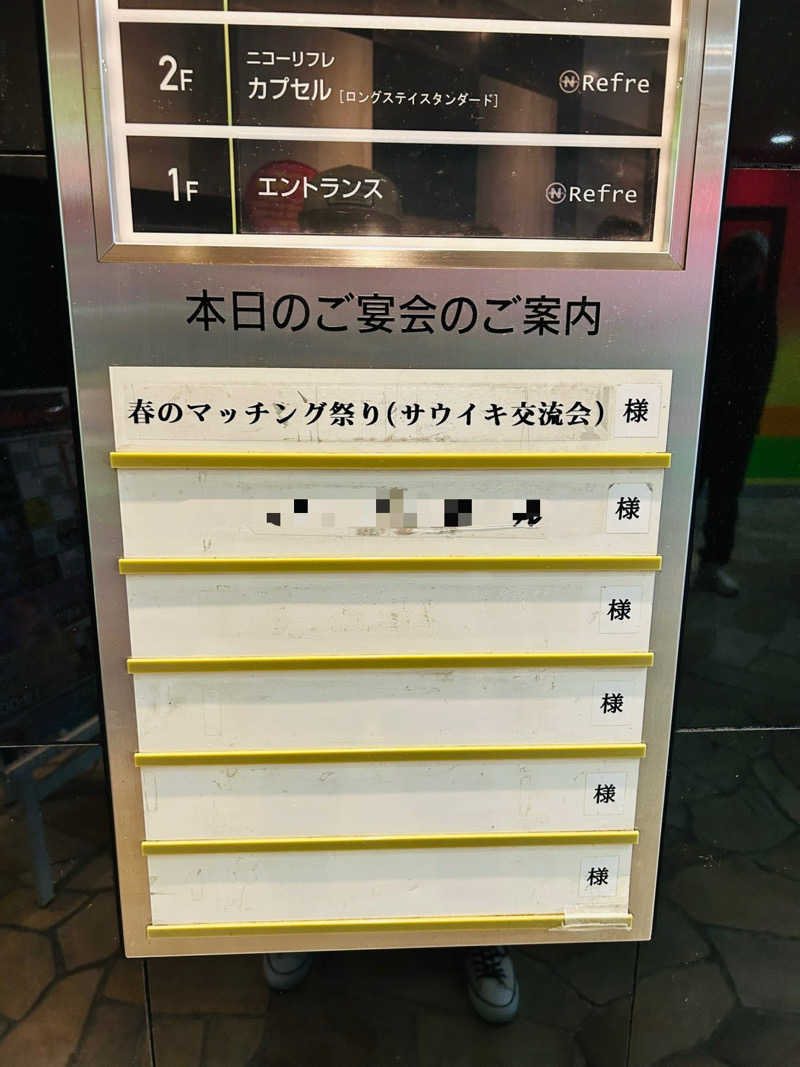 2F
ニコーリフレ
カプセル [ロングステイスタンダード]
Refre
1F
エントランス
Refre
本日のご宴会のご案内
春のマッチング祭り(サウイキ交流会) 様
様
様
様
様
様